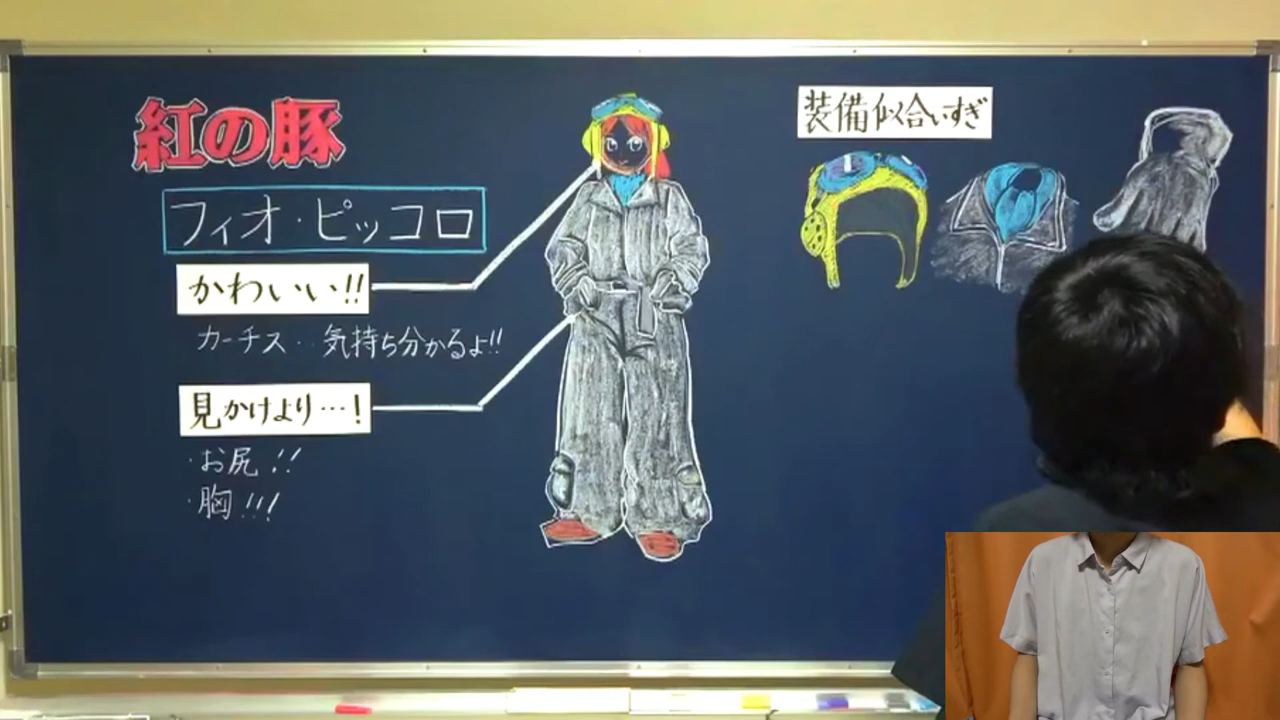 紅の豚
フィオ・ピッコロ
かわいい!!
カーチス‥気持ち分かるよ!!
見かけより…!
・お尻!!
・胸!!!
装備似合いすぎ